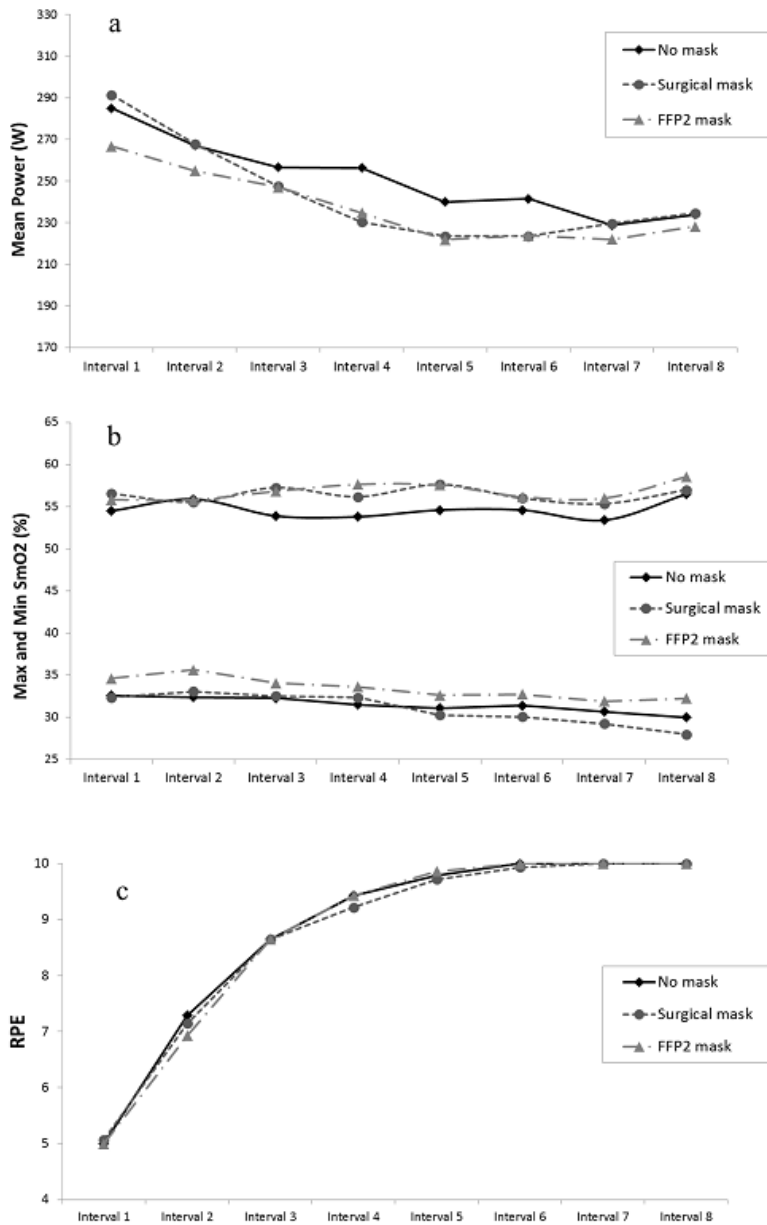 a
330
310
290
270
250
230
210
190
170
Mean Power (W)
No mask
Surgical mask
FFP2 mask
Interval 1 Interval 2 Interval 3 Interval 4 Interval 5 Interval 6 Interval 7 Interval 8
b
65
60
55
50
45
40
35
30
25
Max and Min SmO2 (%)
No mask
Surgical mask
FFP2 mask
Interval 1 Interval 2 Interval 3 Interval 4 Interval 5 Interval 6 Interval 7 Interval 8
c
10
9
8
7
6
5
4
RPE
No mask
Surgical mask
FFP2 mask
Interval 1 Interval 2 Interval 3 Interval 4 Interval 5 Interval 6 Interval 7 Interval 8